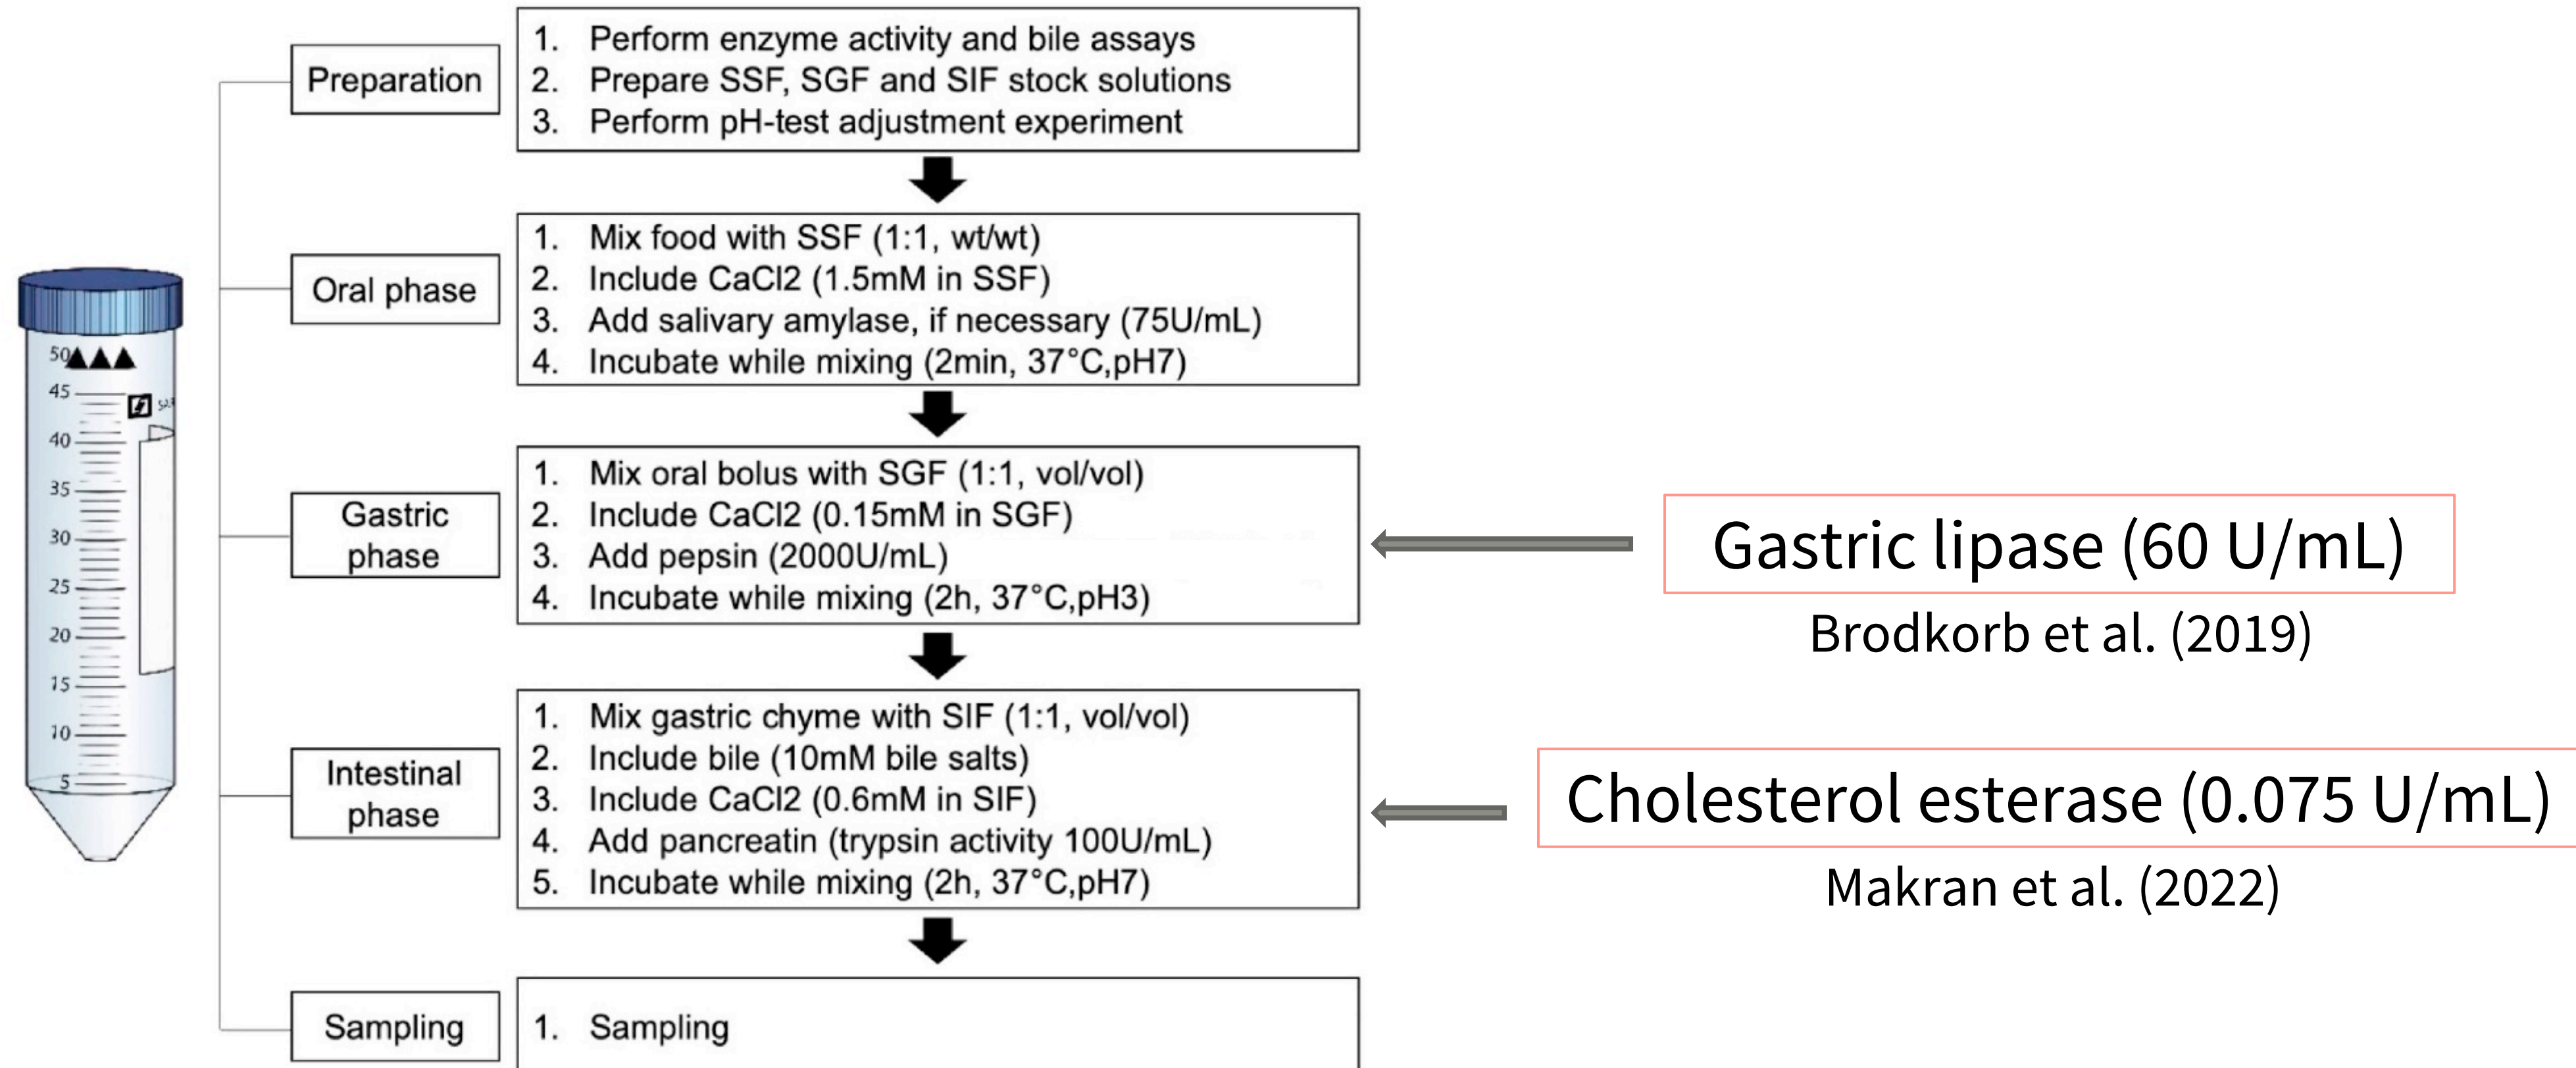 Preparation
1. Perform enzyme activity and bile assays
2. Prepare SSF, SGF and SIF stock solutions
3. Perform pH-test adjustment experiment
Oral phase
1. Mix food with SSF (1:1, wt/wt)
2. Include CaCl2 (1.5mM in SSF)
3. Add salivary amylase, if necessary (75U/mL)
4. Incubate while mixing (2min, 37°C,pH7)
Gastric
phase
1. Mix oral bolus with SGF (1:1, vol/vol)
2. Include CaCl2 (0.15mM in SGF)
3. Add pepsin (2000U/mL)
4. Incubate while mixing (2h, 37°C,pH3)
Gastric lipase (60 U/mL)
Brodkorb et al. (2019)
Intestinal
phase
1. Mix gastric chyme with SIF (1:1, vol/vol)
2. Include bile (10mM bile salts)
3. Include CaCl2 (0.6mM in SIF)
4. Add pancreatin (trypsin activity 100U/mL)
5. Incubate while mixing (2h, 37°C,pH7)
Cholesterol esterase (0.075 U/mL)
Makran et al. (2022)
Sampling
1. Sampling
50
45
40
35
30
25
20
15
10
5